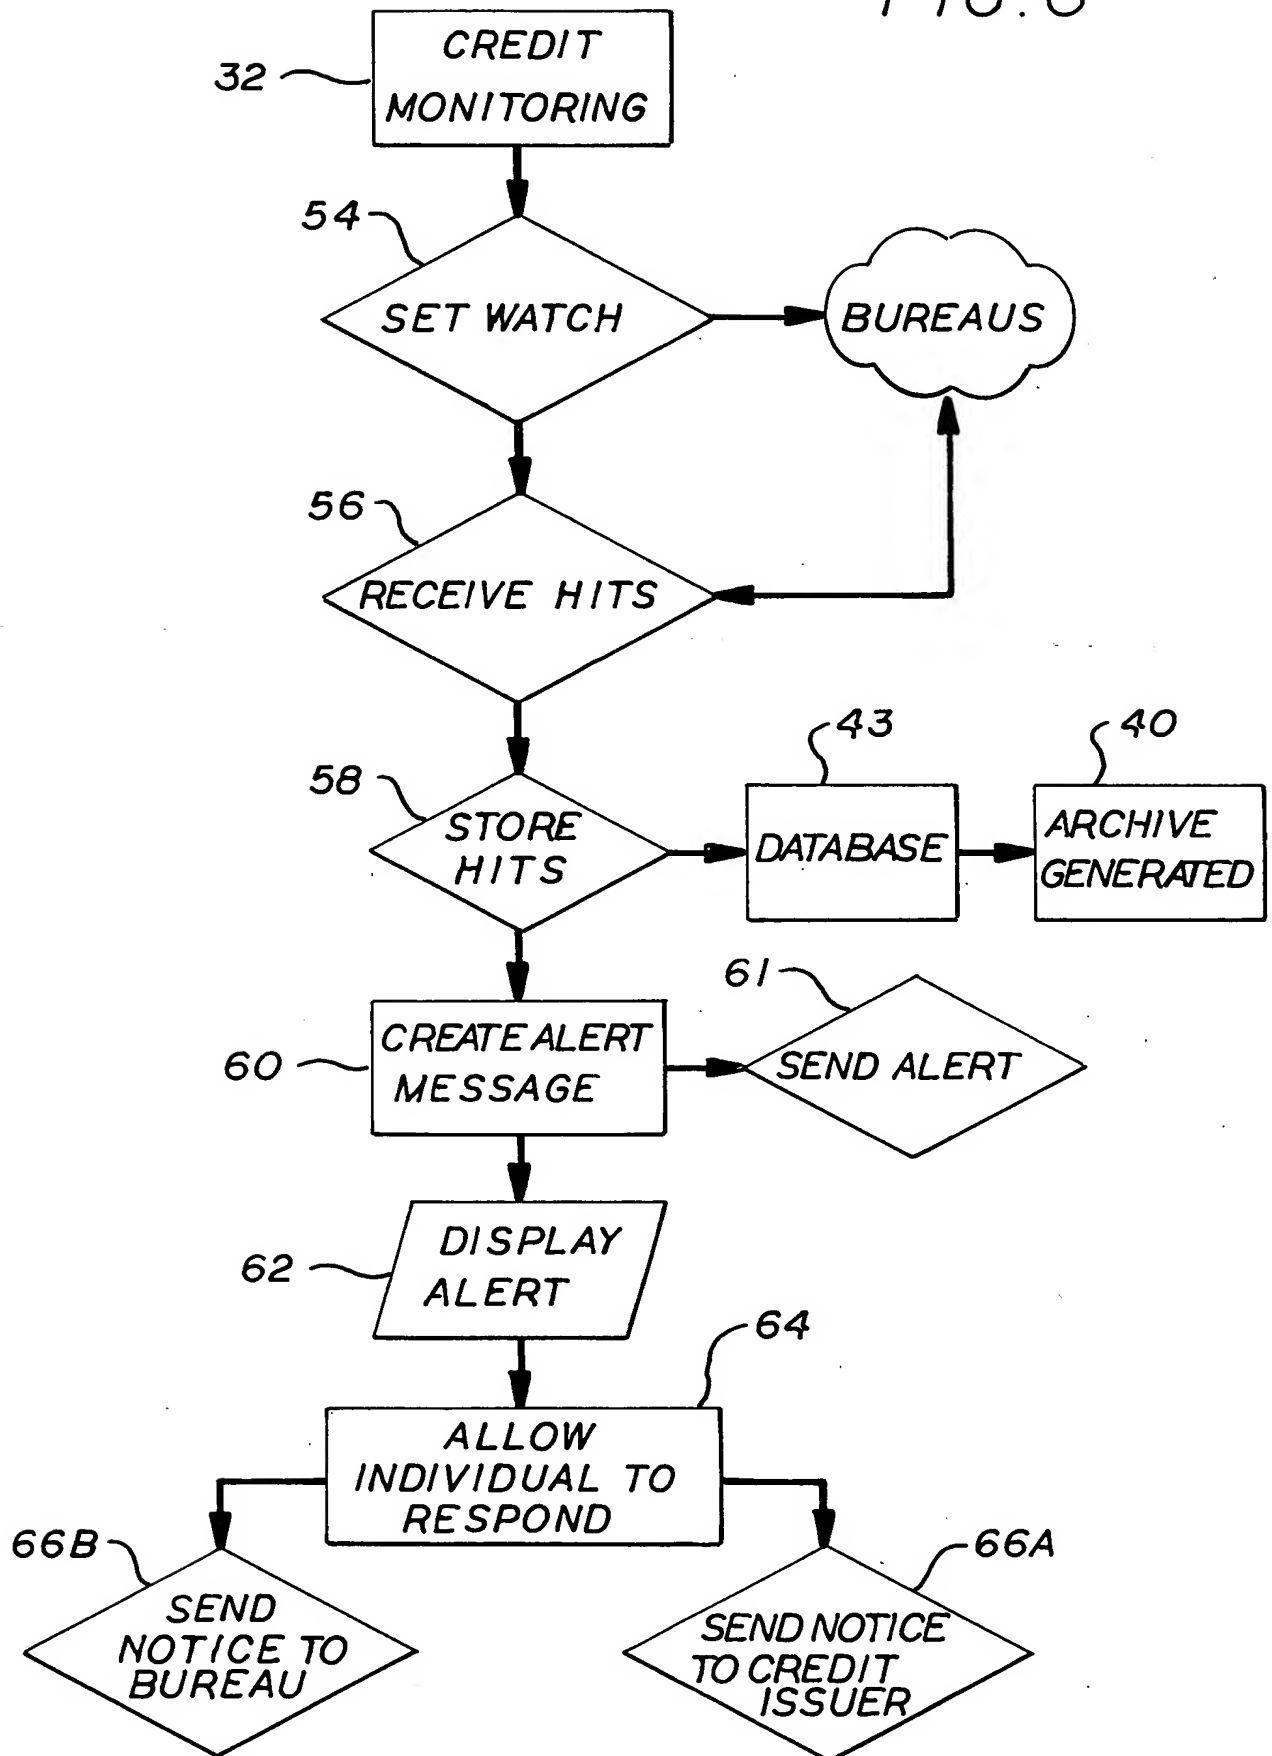 CREDIT
MONITORING
32
54
SET WATCH
BUREAUS
56
RECEIVE HITS
43
40
58
STORE
HITS
DATABASE
ARCHIVE
GENERATED
61
60
CREATE ALERT
MESSAGE
SEND ALERT
62
DISPLAY
ALERT
64
ALLOW
INDIVIDUAL TO
RESPOND
66B
66A
SEND
NOTICE TO
BUREAU
SEND NOTICE
TO CREDIT
ISSUER